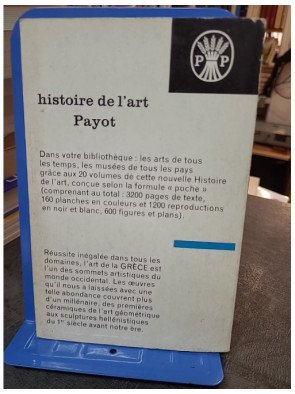 P P
histoire de l'art
Payot
Dans votre bibliothèque : les arts de tous
les temps, les musées de tous les pays
grâce aux 20 volumes de cette nouvelle Histoire
de l'art, conçue selon la formule « poche »
(comprenant au total : 3200 pages de texte,
160 planches en couleurs et 1200 reproductions
en noir et blanc, 600 figures et plans).
Réussite inégalée dans tous les
domaines, l'art de la GRÈCE est
l'un des sommets artistiques du
monde occidental. Les œuvres
qu'il nous a laissées avec une
telle abondance couvrent plus
d'un millénaire, des premières
céramiques de l'art géométrique
aux sculptures hellénistiques
du 1er siècle avant notre ère.